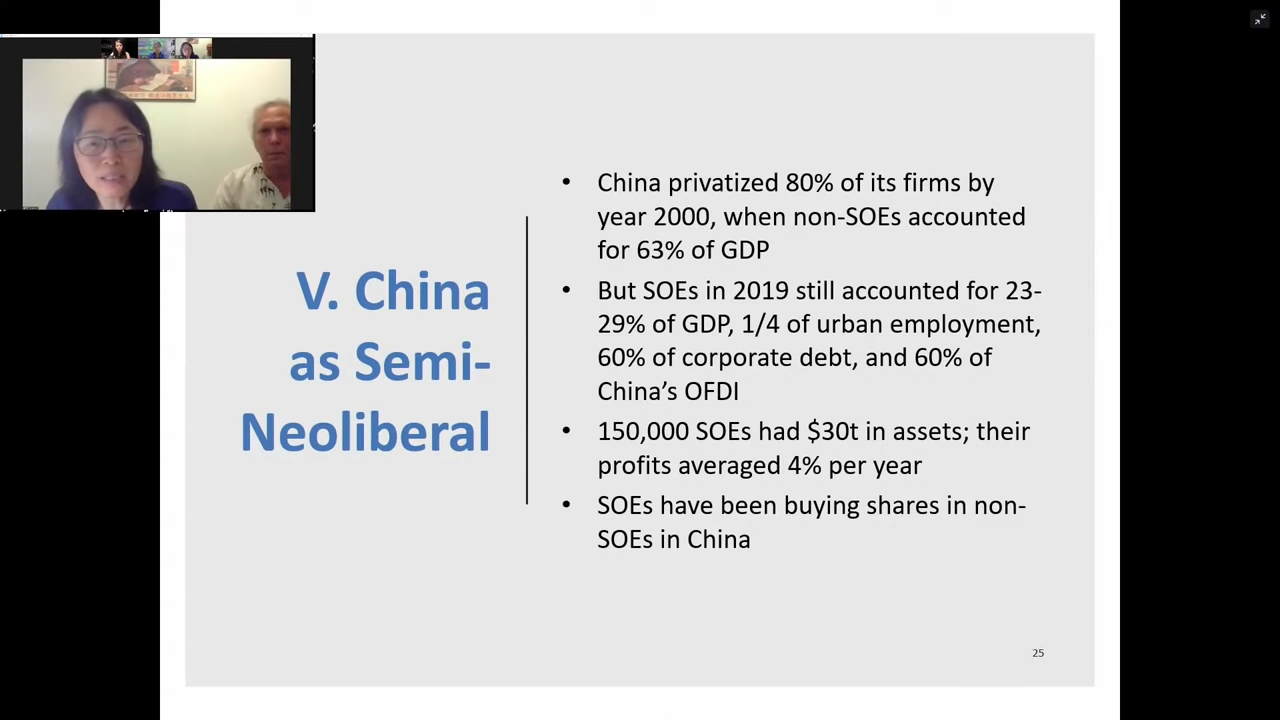 V. China
as Semi-
Neoliberal
• China privatized 80% of its firms by
year 2000, when non-SOEs accounted
for 63% of GDP
• But SOEs in 2019 still accounted for 23-
29% of GDP, 1/4 of urban employment,
60% of corporate debt, and 60% of
China’s OFDI
• 150,000 SOEs had $30t in assets; their
profits averaged 4% per year
• SOEs have been buying shares in non-
SOEs in China
25